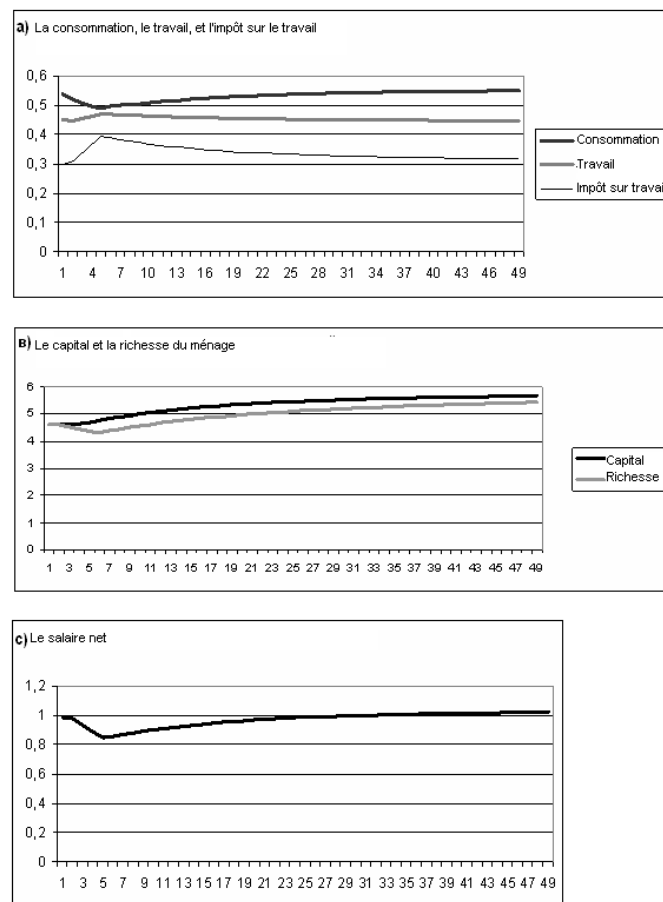 a) La consommation, le travail, et l'impôt sur le travail
0,6
0,5
0,4
0,3
0,2
0,1
0
1 4 7 10 13 16 19 22 25 28 31 34 37 40 43 46 49
Consommation
Travail
Impôt sur travai
в) Le capital et la richesse du ménage
6
5
4
3
2
1
0
1 3 5 7 9 11 13 15 17 19 21 23 25 27 29 31 33 35 37 39 41 43 45 47 49
Capital
Richesse
c) Le salaire net
1,2
1
0,8
0,6
0,4
0,2
0
1 3 5 7 9 11 13 15 17 19 21 23 25 27 29 31 33 35 37 39 41 43 45 47 49